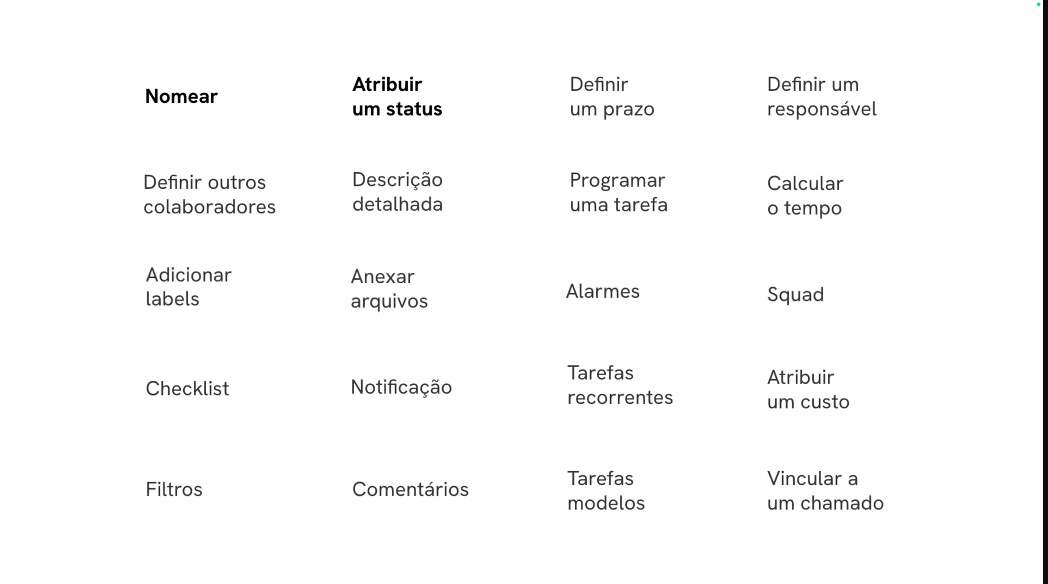 Nomear
Atribuir
um status
Definir
um prazo
Definir um
responsável
Definir outros
colaboradores
Descrição
detalhada
Programar
uma tarefa
Calcular
o tempo
Adicionar
labels
Anexar
arquivos
Alarmes
Squad
Checklist
Notificação
Tarefas
recorrentes
Atribuir
um custo
Filtros
Comentários
Tarefas
modelos
Vincular a
um chamado